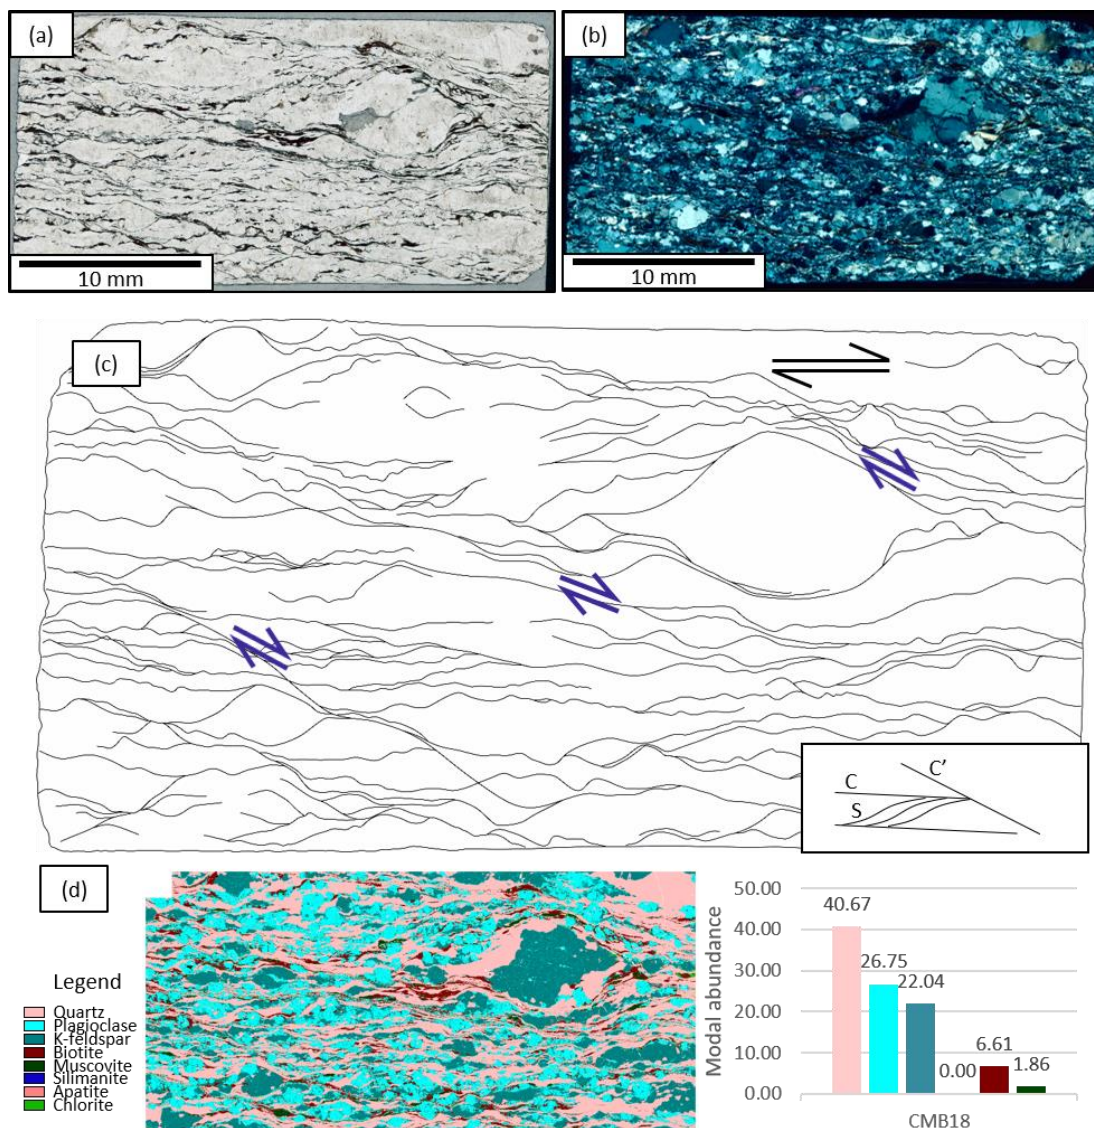 (a)
10 mm
(b)
10 mm
(c)
C
C’
S
(d)
Legend
Quartz
Plagioclase
K-feldspar
Biotite
Muscovite
Silimanite
Apatite
Chlorite
Modal abundance
50.00
40.00
30.00
20.00
10.00
0.00
40.67
26.75
22.04
0.00
6.61
1.86
CMB18